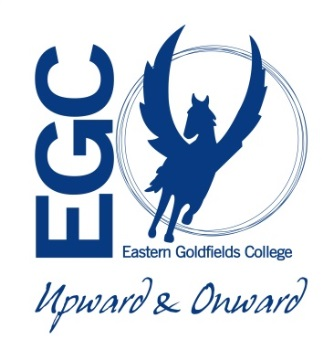 EGC
Eastern Goldfields College
Upward & Onward